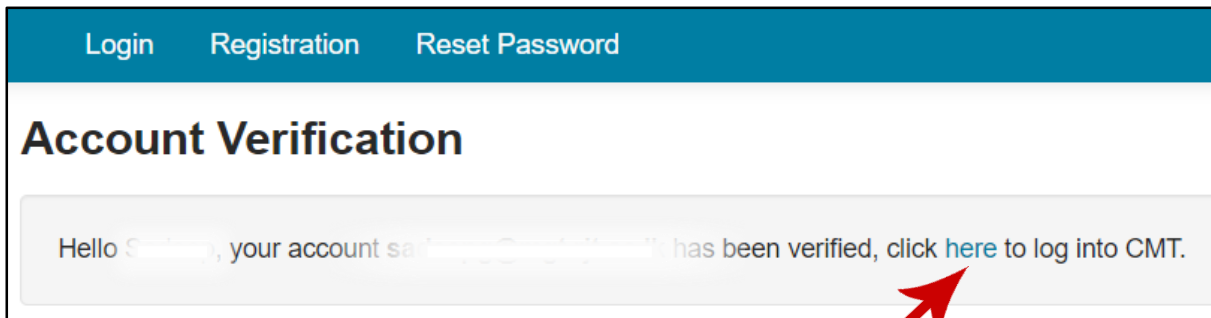 Login Registration Reset Password
Account Verification
Hello , your account has been verified, click here to log into CMT.